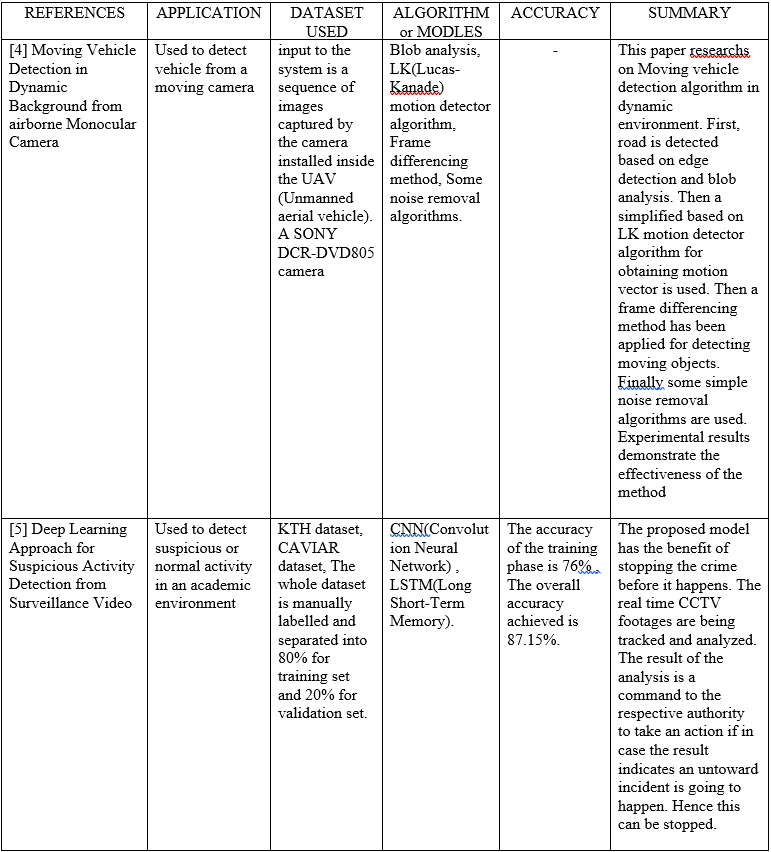 REFERENCES
APPLICATION
DATASET
USED
ALGORITHM
or MODLES
ACCURACY
SUMMARY
[4] Moving Vehicle
Detection in
Dynamic
Background from
airborne Monocular
Camera
Used to detect
vehicle from a
moving camera
input to the
system is a
sequence of
images
captured by
the camera
installed inside
the UAV
(Unmanned
aerial vehicle).
A SONY
DCR-DVD805
camera
Blob analysis,
LK(Lucas-
Kanade)
motion detector
algorithm,
Frame
differencing
method, Some
noise removal
algorithms.
-
This paper researchs
on Moving vehicle
detection algorithm in
dynamic
environment. First,
road is detected
based on edge
detection and blob
analysis. Then a
simplified based on
LK motion detector
algorithm for
obtaining motion
vector is used. Then a
frame differencing
method has been
applied for detecting
moving objects.
Finally some simple
noise removal
algorithms are used.
Experimental results
demonstrate the
effectiveness of the
method
[5] Deep Learning
Approach for
Suspicious Activity
Detection from
Surveillance Video
Used to detect
suspicious or
normal activity
in an academic
environment
KTH dataset,
CAVIAR
dataset, The
whole dataset
is manually
labelled and
separated into
80% for
training set
and 20% for
validation set.
CNN(Convolut
ion Neural
Network) ,
LSTM(Long
Short-Term
Memory).
The accuracy
of the training
phase is 76% .
The overall
accuracy
achieved is
87.15%.
The proposed model
has the benefit of
stopping the crime
before it happens. The
real time CCTV
footages are being
tracked and analyzed.
The result of the
analysis is a
command to the
respective authority
to take an action if in
case the result
indicates an untoward
incident is going to
happen. Hence this
can be stopped.